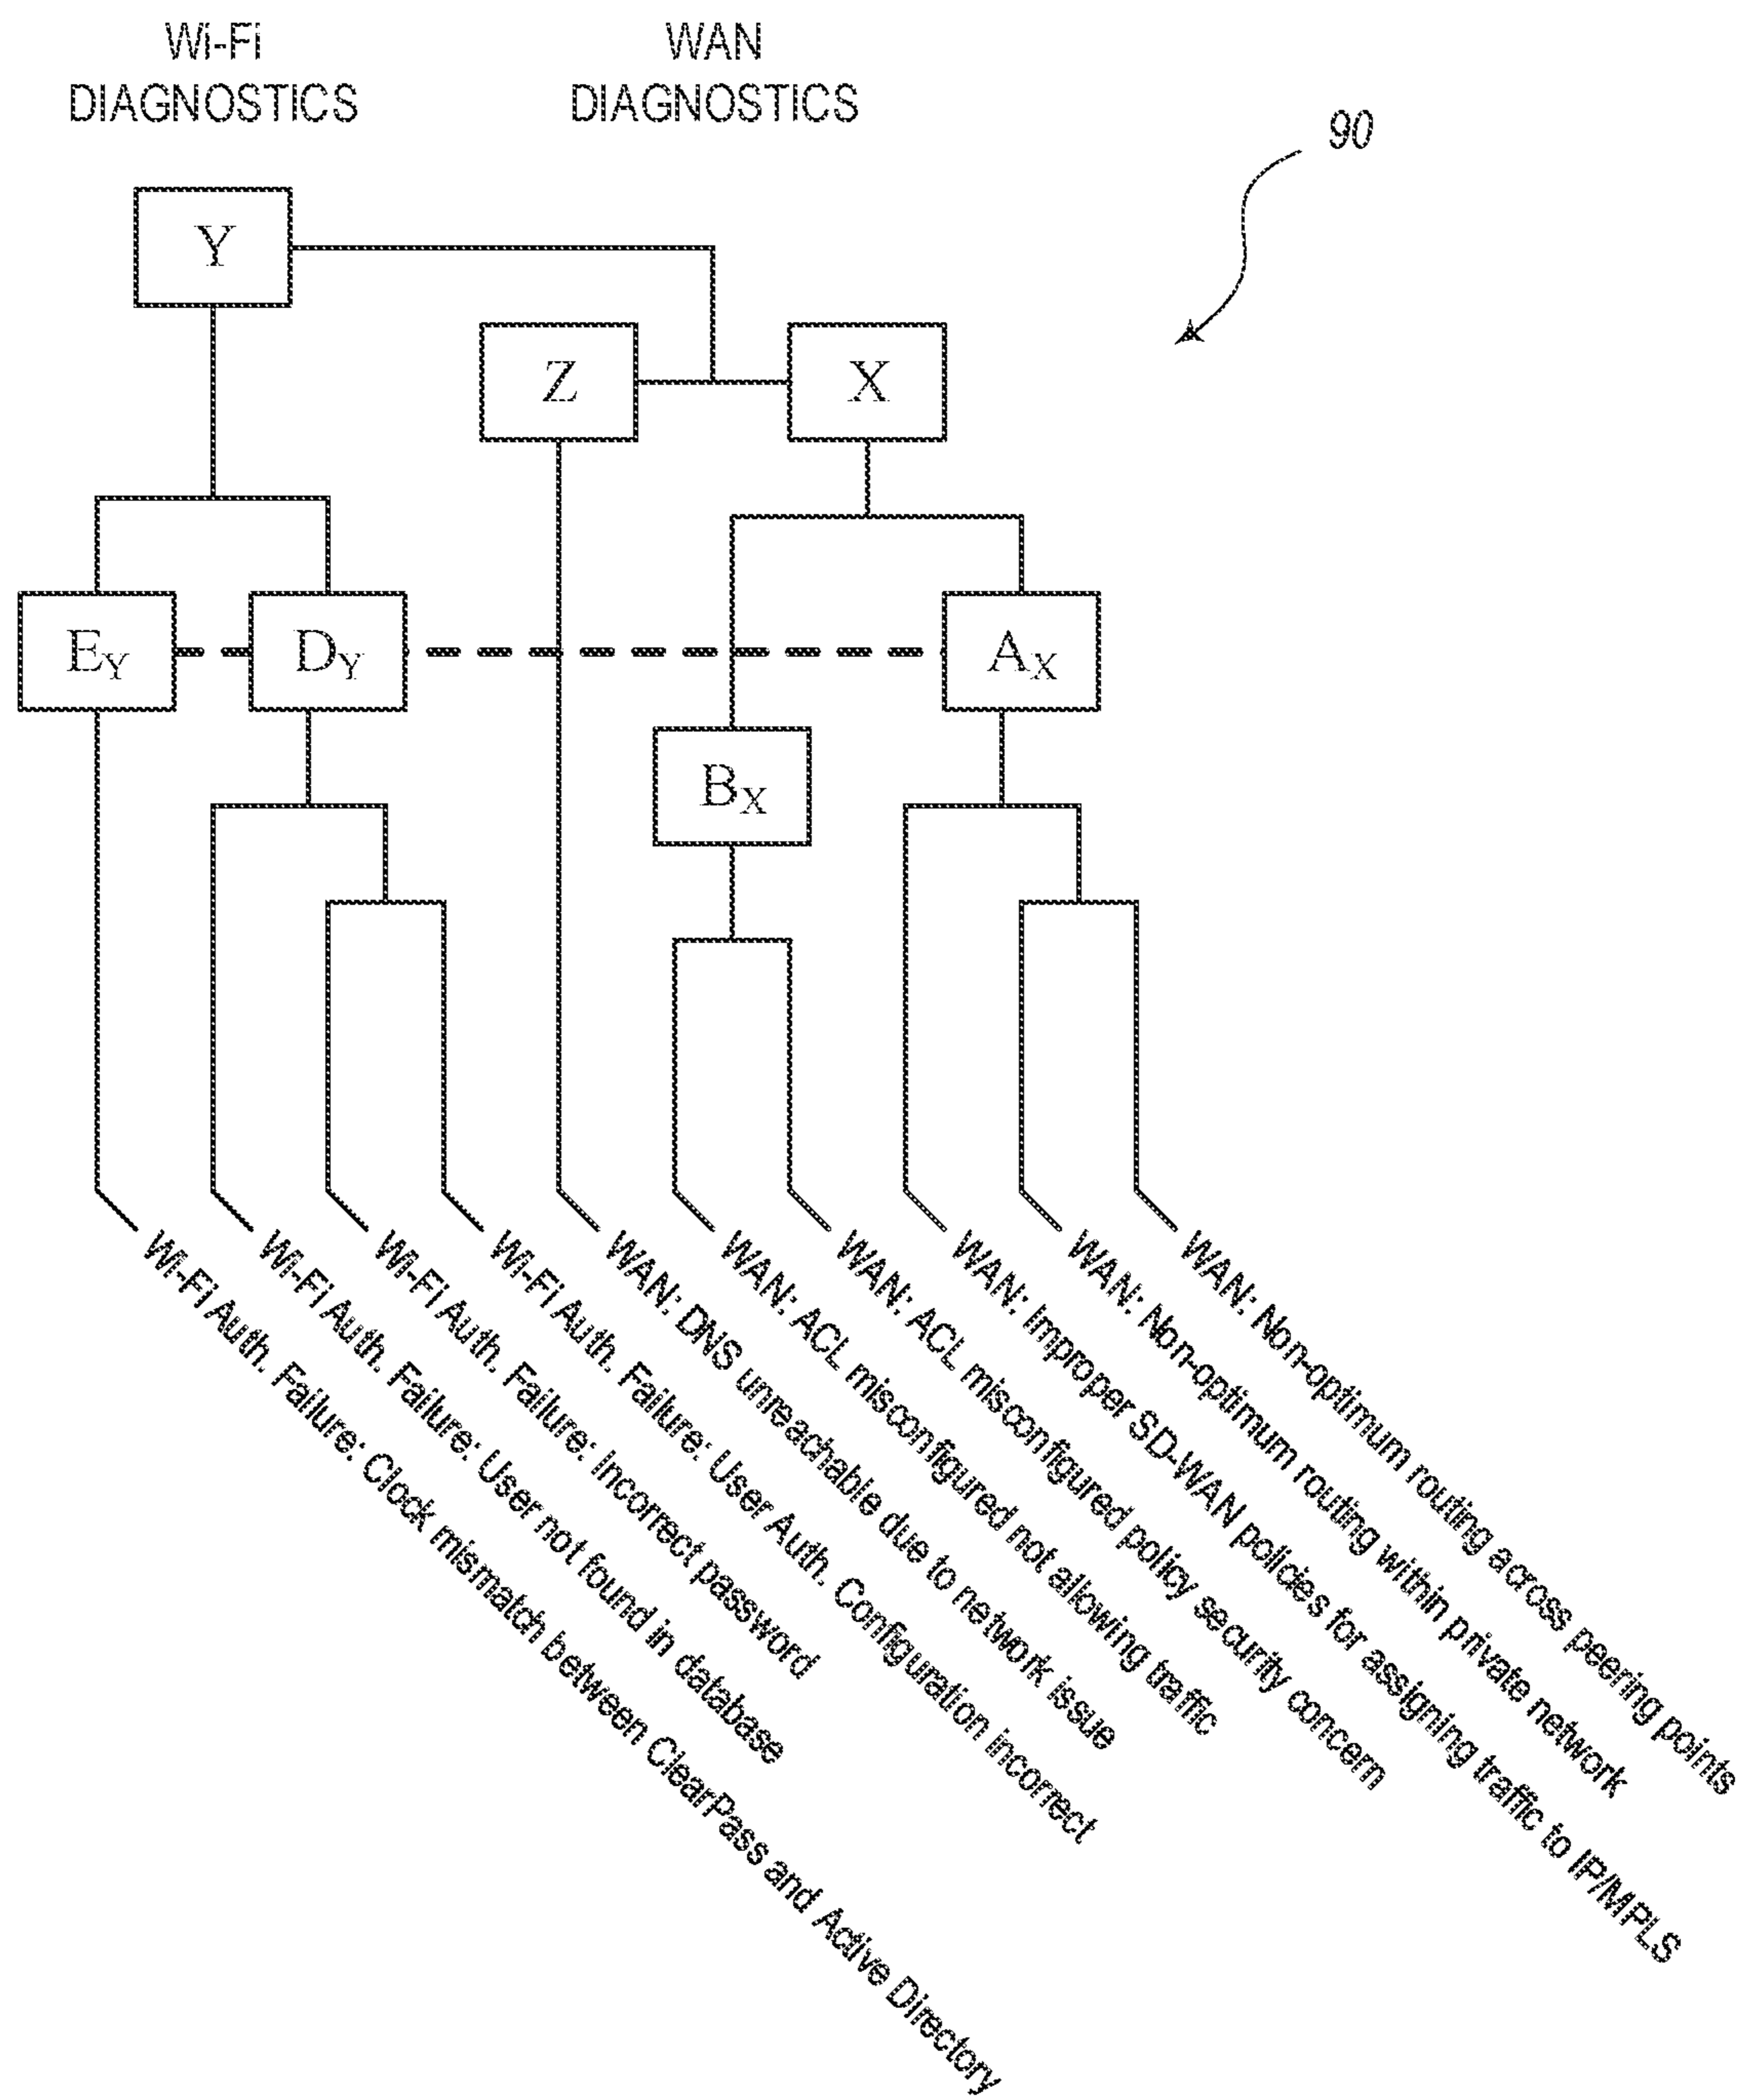 Wi-Fi
DIAGNOSTICS
WAN
DIAGNOSTICS
90
Y
Z
X
EY
DY
AX
BX
Wi-Fi Auth. Failure: Clock mismatch between ClearPass and Active Directory
Wi-Fi Auth. Failure: User not found in database
Wi-Fi Auth. Failure: Incorrect password
Wi-Fi Auth. Failure: User Auth. Configuration incorrect
WAN: DNS unreachable due to network issue
WAN: ACL misconfigured not allowing traffic
WAN: ACL misconfigured policy security concern
WAN: Improper SD-WAN policies for assigning traffic to IP/MPLS
WAN: Non-optimum routing within private network
WAN: Non-optimum routing across peering points